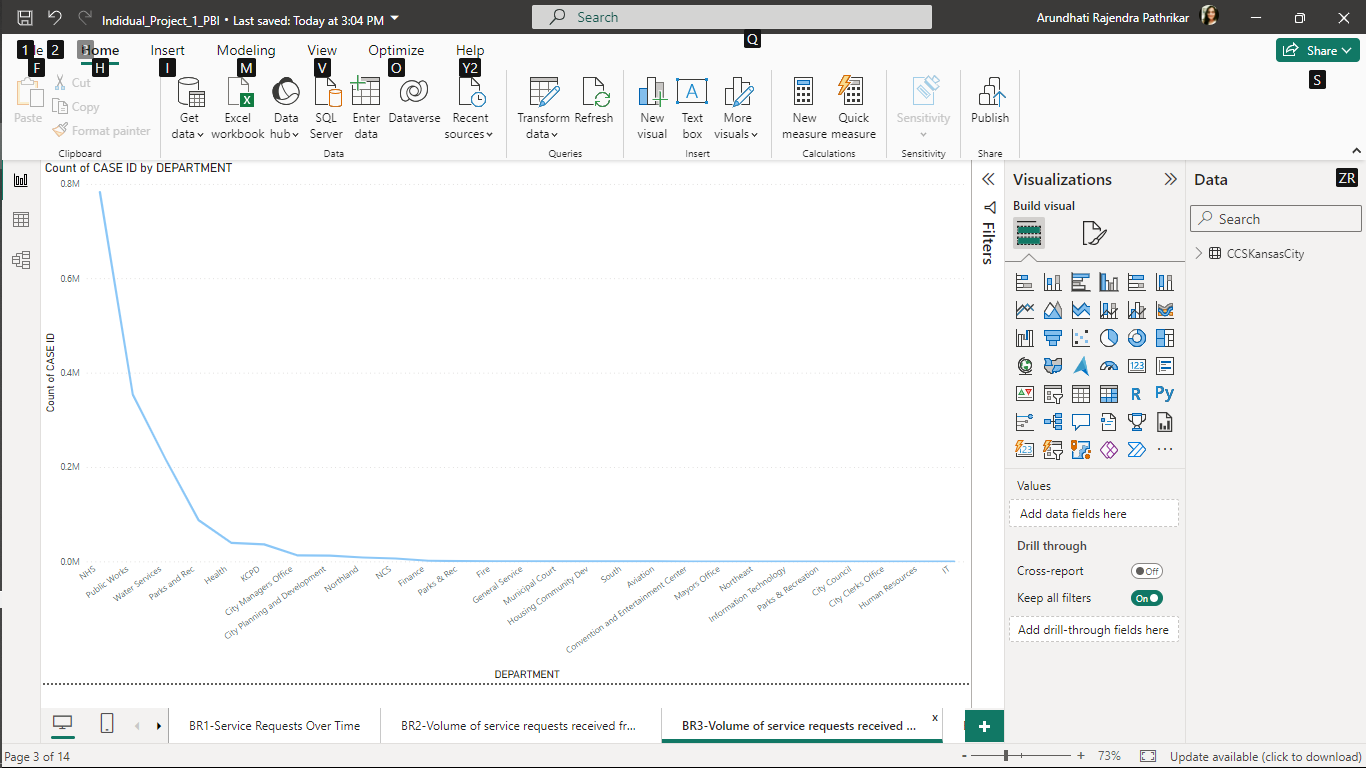 Indidual_Project_1_PBI • Last saved: Today at 3:04 PM
Search
Arundhati Rajendra Pathrikar
Q
Home
Insert
Modeling
View
Optimize
Help
Share
1
2
F
H
I
M
V
O
Y2
S
Paste
Cut
Copy
Format painter
Clipboard
Get data
Excel workbook
Data hub
SQL Server
Enter data
Dataverse
Recent sources
Data
Transform data
Refresh
Queries
New visual
Text box
More visuals
Insert
New measure
Quick measure
Calculations
Sensitivity
Sensitivity
Publish
Share
Count of CASE ID by DEPARTMENT
0.8M
0.6M
0.4M
0.2M
0.0M
Count of CASE ID
NHS
Public Works
Water Services
Parks and Rec
Health
KCPD
City Managers Office
City Planning and Development
Northland
NCS
Finance
Parks & Rec
Fire
General Service
Municipal Court
Housing Community Dev
South
Aviation
Convention and Entertainment Center
Mayors Office
Northeast
Information Technology
Parks & Recreation
City Council
City Clerks Office
Human Resources
IT
DEPARTMENT
Filters
Visualizations
Build visual
123
R
Py
123
Values
Add data fields here
Drill through
Cross-report
Off
Keep all filters
On
Add drill-through fields here
Data
ZR
Search
CCSKansasCity
BR1-Service Requests Over Time
BR2-Volume of service requests received fr...
BR3-Volume of service requests received ...
x
+
Page 3 of 14
-
+
73%
Update available (click to download)